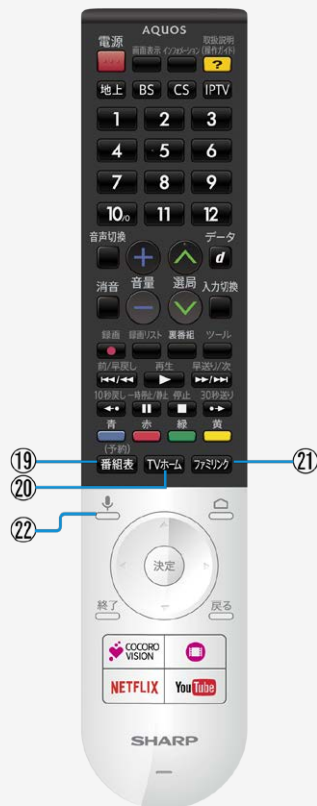 AQUOS
電源 画面表示 インフォメーション 取扱説明
(操作ガイド)
?
地上 BS CS IPTV
1 2 3
4 5 6
7 8 9
10/0 11 12
音声切換 データ
+ d
消音 音量 選局 入力切換
録画 録画リスト 裏番組 ツール
前/早戻し 再生 早送り/次
10秒戻し 一時停止/静止 停止 30秒送り
青 赤 緑 黄
(予約)
⑲ 番組表 TVホーム ファミリンク ㉑
⑳
㉒
決定
終了 戻る
COCORO
VISION
NETFLIX YouTube
SHARP